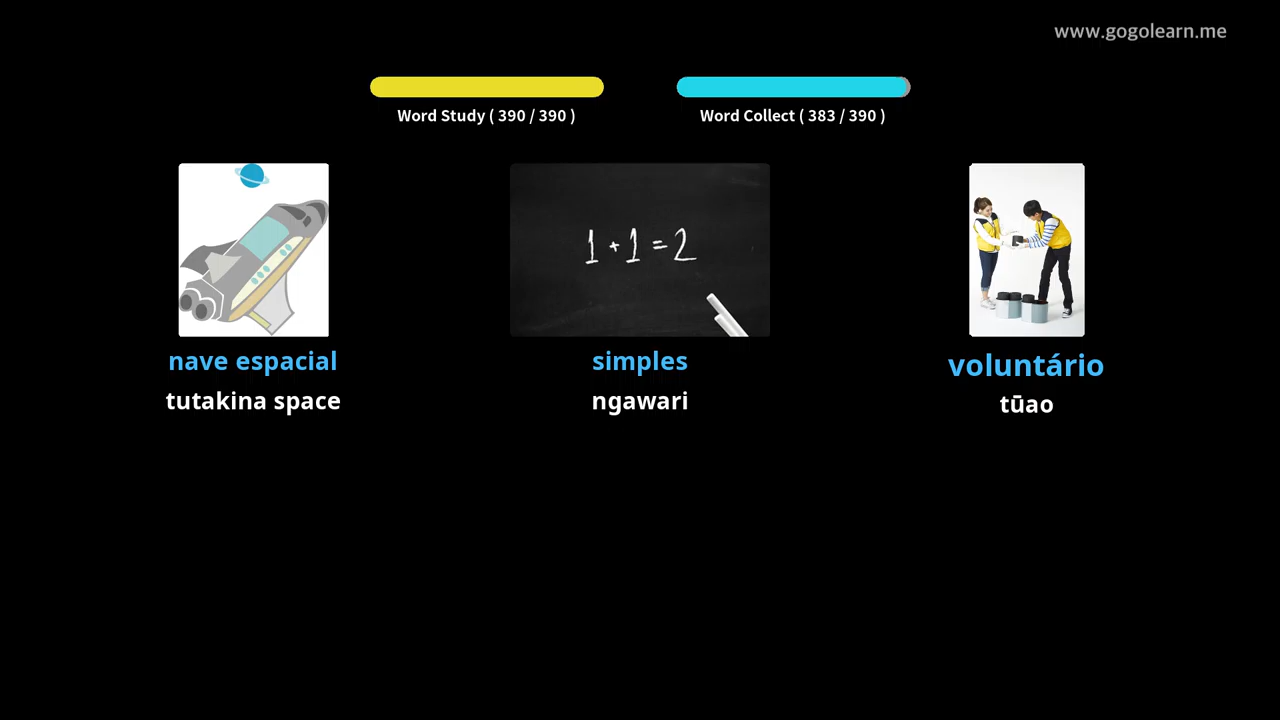 www.gogolearn.me
Word Study ( 390 / 390 )
Word Collect ( 383 / 390 )
1 + 1 = 2
nave espacial
simples
voluntário
tutakina space
ngawari
tūao